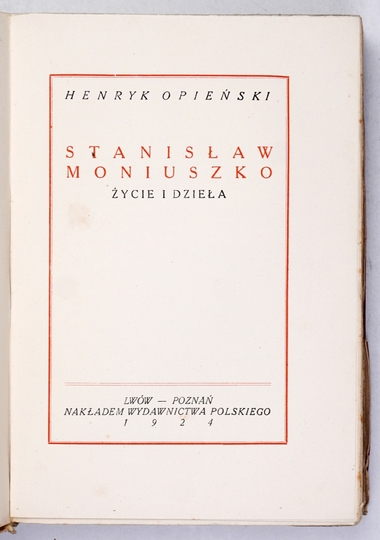 HENRYK OPIEŃSKI
STANISŁAW
MONIUSZKO
ŻYCIE I DZIEŁA
LWÓW — POZNAŃ
NAKŁADEM WYDAWNICTWA POLSKIEGO
1924